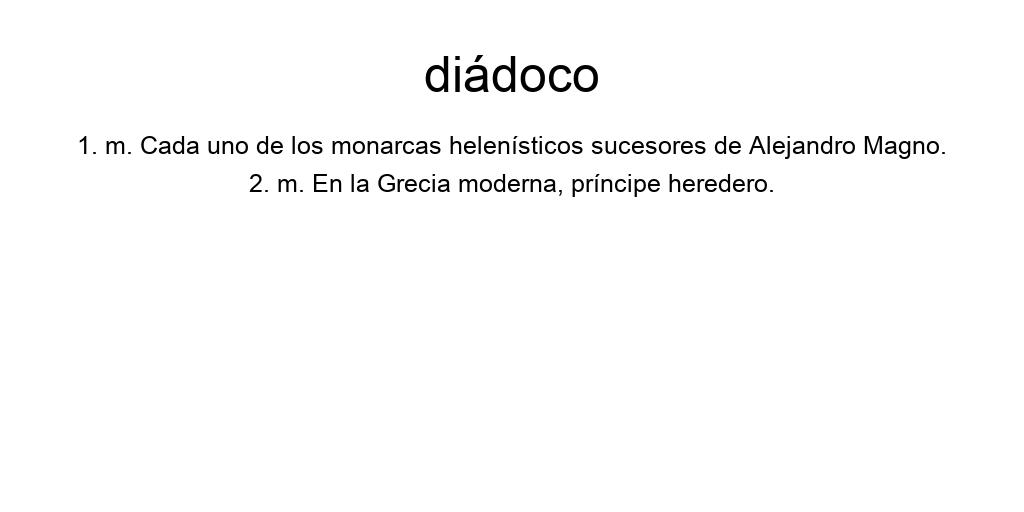 diádoco
1. m. Cada uno de los monarcas helenísticos sucesores de Alejandro Magno.
2. m. En la Grecia moderna, príncipe heredero.